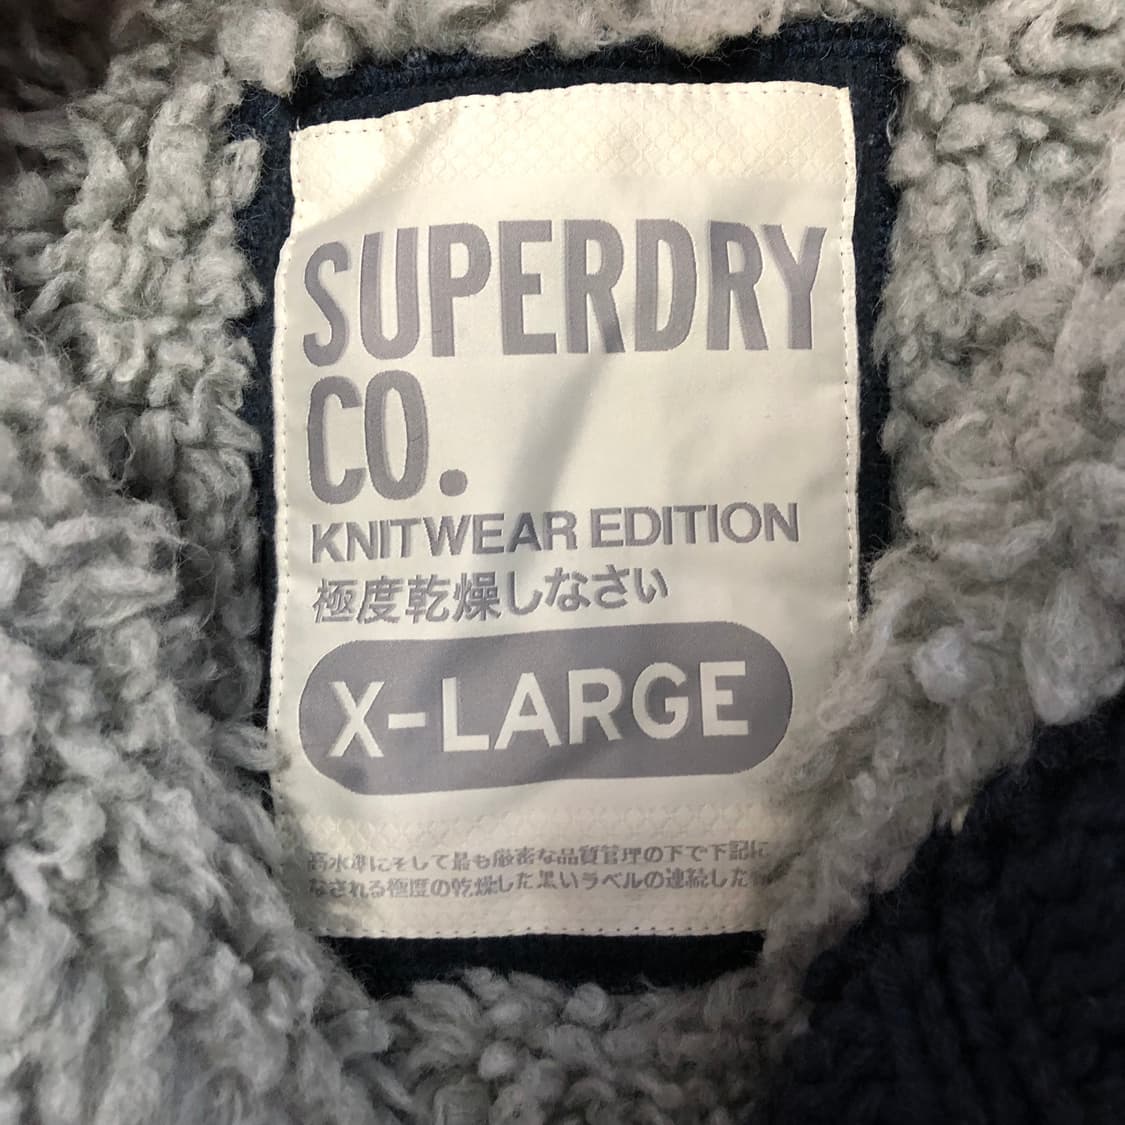 SUPERDRY
CO.
KNITWEAR EDITION
極度乾燥しなさい
X-LARGE
高水準にそして最も厳密な品質管理の下で下記に
なされる極度の乾燥した黒いラベルの連続した